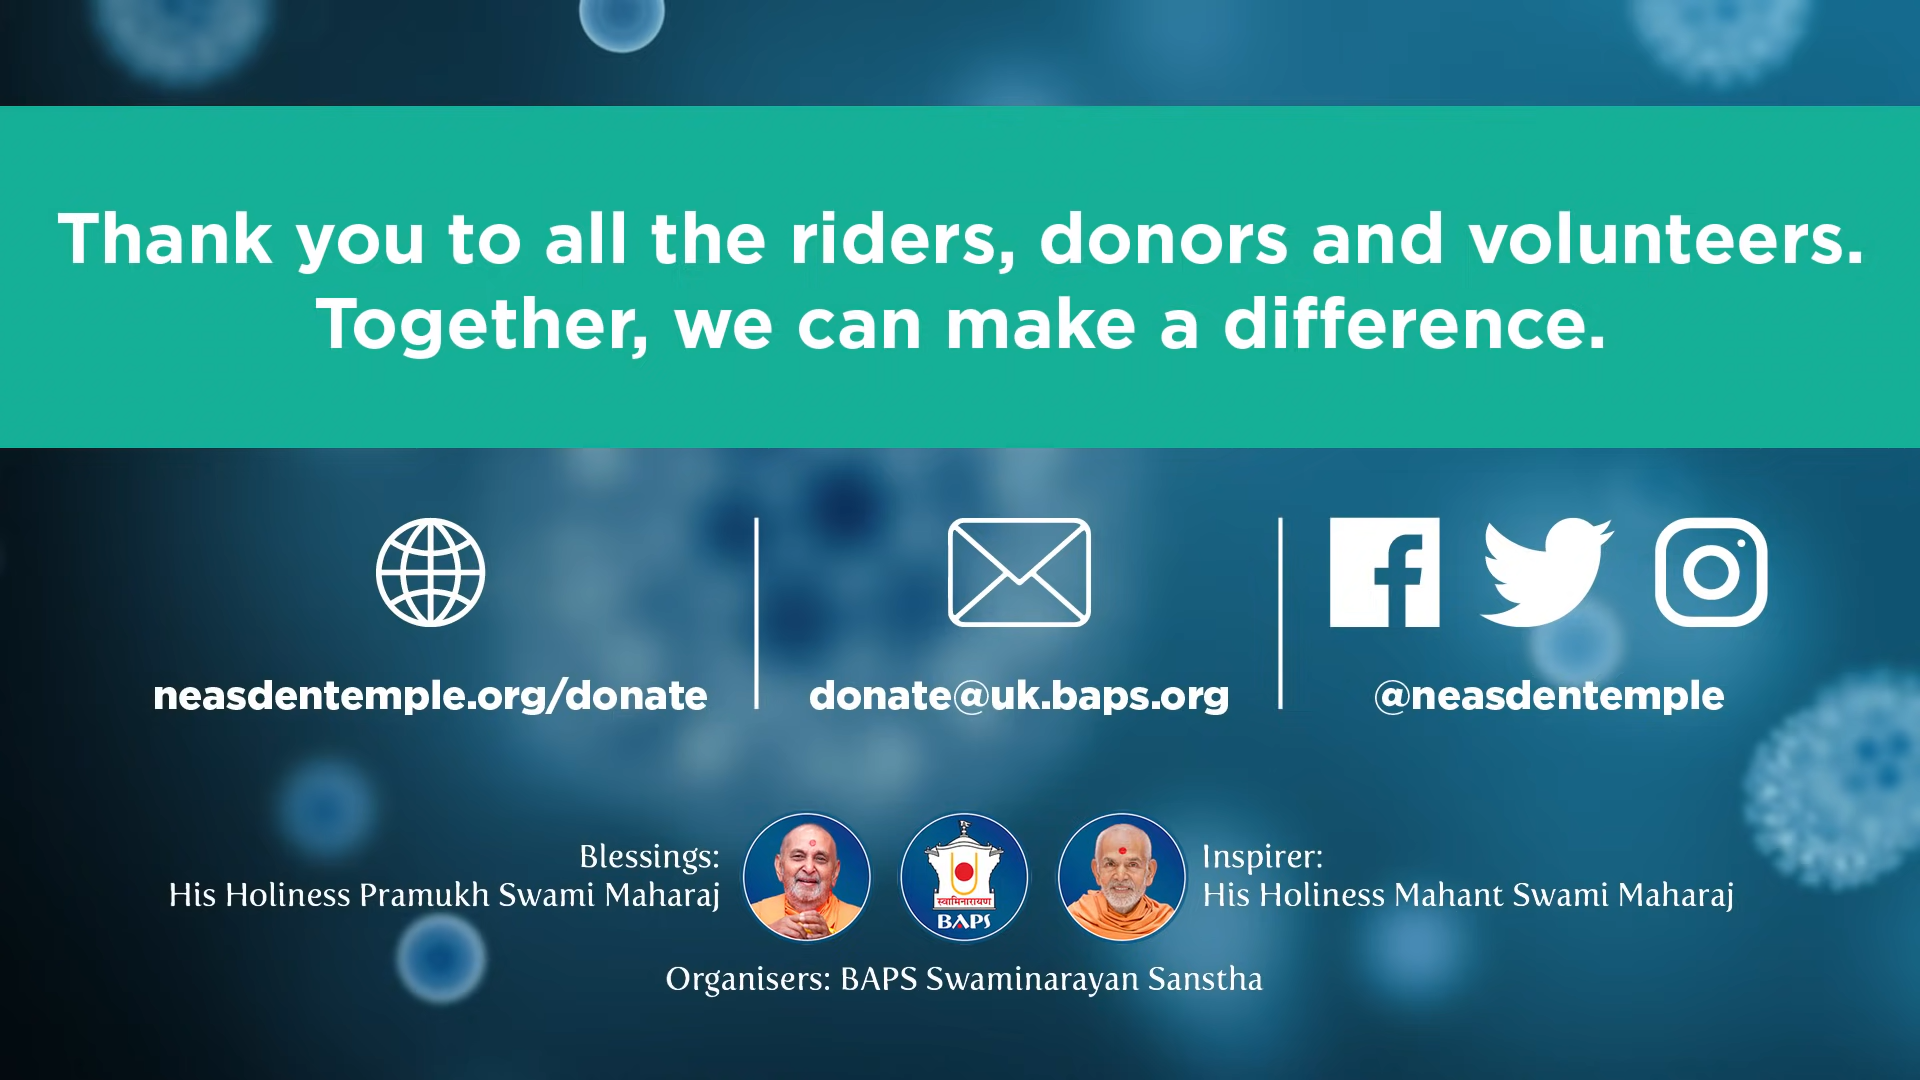 Thank you to all the riders, donors and volunteers.
Together, we can make a difference.
neasdentemple.org/donate
donate@uk.baps.org
@neasdentemple
Blessings:
His Holiness Pramukh Swami Maharaj
स्वामिनारायण
BAPS
Inspirer:
His Holiness Mahant Swami Maharaj
Organisers: BAPS Swaminarayan Sanstha